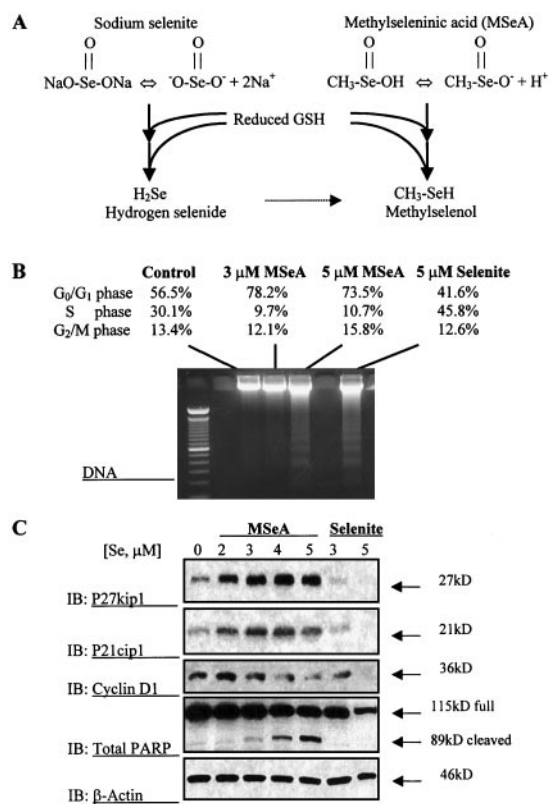 A
Sodium selenite
Methylseleninic acid (MSeA)
O O O O
|| || || ||
NaO-Se-ONa ⇔ ⁻O-Se-O⁻ + 2Na⁺
CH₃-Se-OH ⇔ CH₃-Se-O⁻ + H⁺
Reduced GSH
H₂Se
Hydrogen selenide
CH₃-SeH
Methylselenol
B
Control 3 µM MSeA 5 µM MSeA 5 µM Selenite
G₀/G₁ phase 56.5% 78.2% 73.5% 41.6%
S phase 30.1% 9.7% 10.7% 45.8%
G₂/M phase 13.4% 12.1% 15.8% 12.6%
DNA
C
MSeA Selenite
[Se, µM] 0 2 3 4 5 3 5
IB: P27kip1 27kD
IB: P21cip1 21kD
IB: Cyclin D1 36kD
115kD full
IB: Total PARP 89kD cleaved
IB: β-Actin 46kD